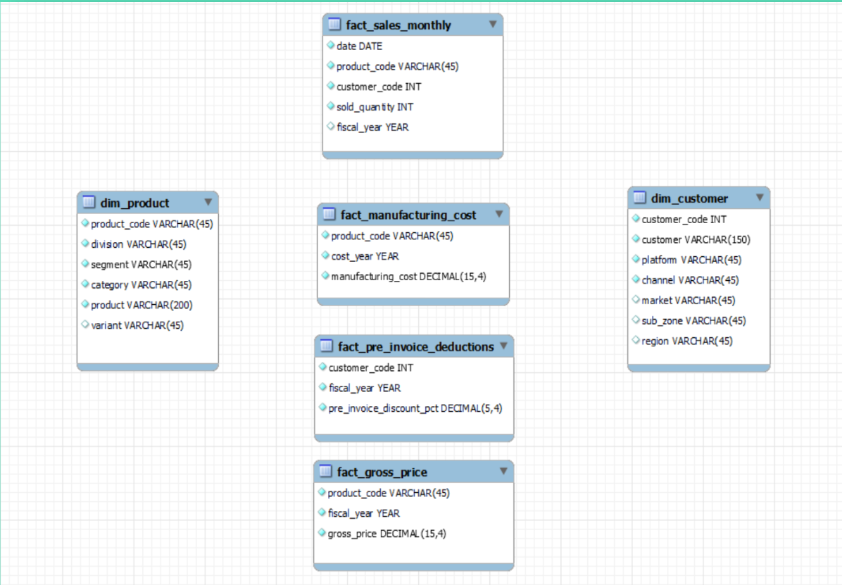 fact_sales_monthly
date DATE
product_code VARCHAR(45)
customer_code INT
sold_quantity INT
fiscal_year YEAR
dim_product
product_code VARCHAR(45)
division VARCHAR(45)
segment VARCHAR(45)
category VARCHAR(45)
product VARCHAR(200)
variant VARCHAR(45)
fact_manufacturing_cost
product_code VARCHAR(45)
cost_year YEAR
manufacturing_cost DECIMAL(15,4)
dim_customer
customer_code INT
customer VARCHAR(150)
platform VARCHAR(45)
channel VARCHAR(45)
market VARCHAR(45)
sub_zone VARCHAR(45)
region VARCHAR(45)
fact_pre_invoice_deductions
customer_code INT
fiscal_year YEAR
pre_invoice_discount_pct DECIMAL(5,4)
fact_gross_price
product_code VARCHAR(45)
fiscal_year YEAR
gross_price DECIMAL(15,4)